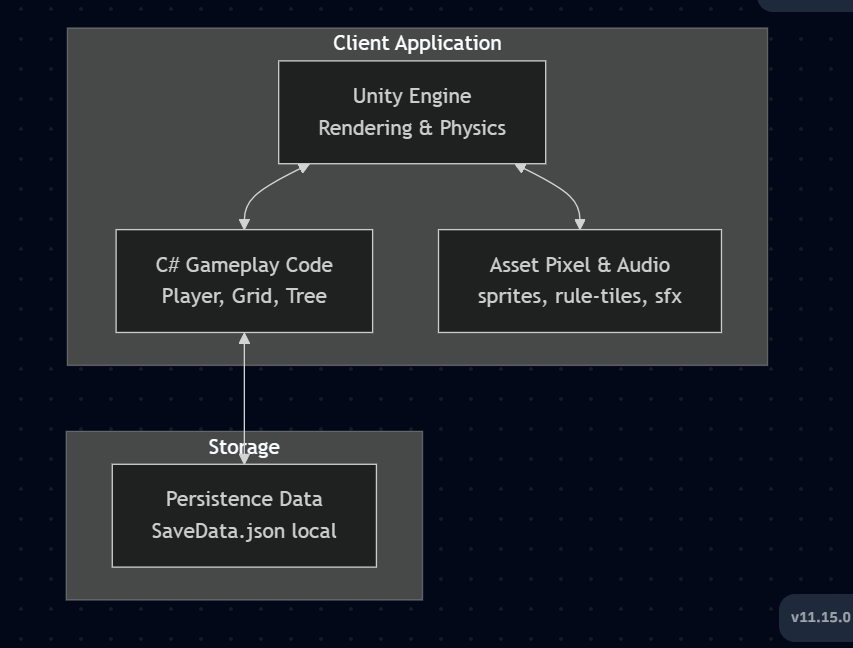 Client Application
Unity Engine
Rendering & Physics
C# Gameplay Code
Player, Grid, Tree
Asset Pixel & Audio
sprites, rule-tiles, sfx
Storage
Persistence Data
SaveData.json local
v11.15.0